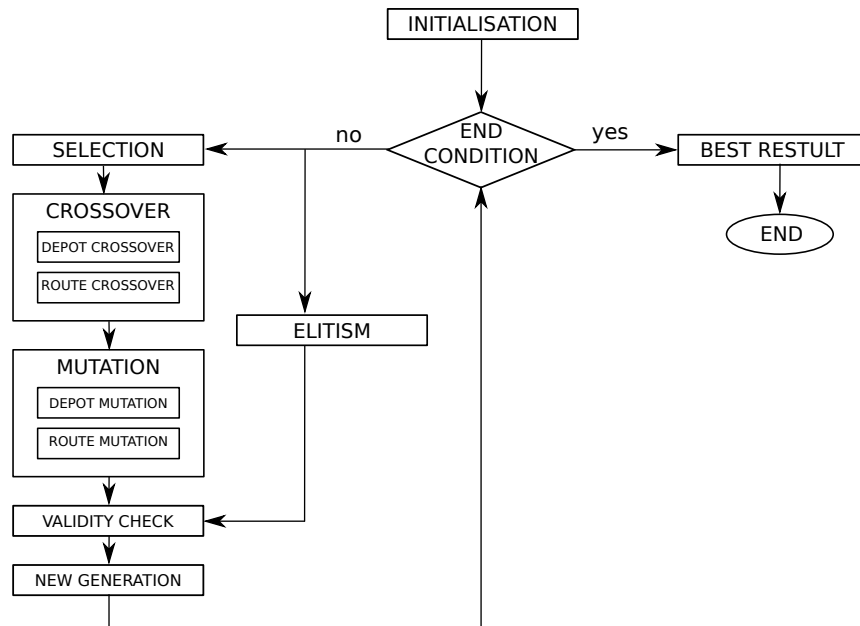 INITIALISATION
END
CONDITION
no
yes
SELECTION
BEST RESTULT
CROSSOVER
DEPOT CROSSOVER
ROUTE CROSSOVER
END
ELITISM
MUTATION
DEPOT MUTATION
ROUTE MUTATION
VALIDITY CHECK
NEW GENERATION